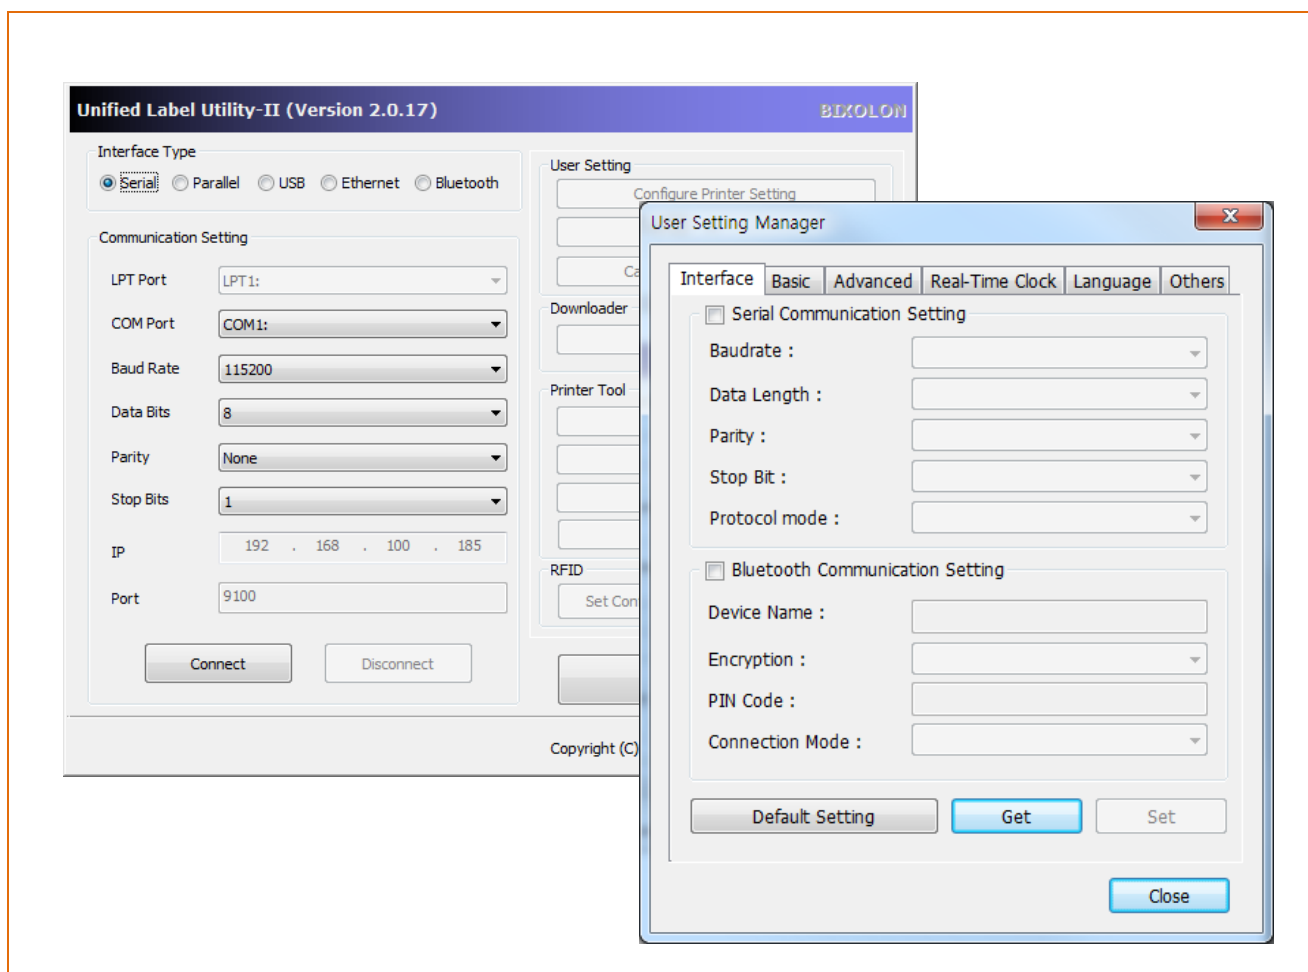 Unified Label Utility-II (Version 2.0.17)
BIXOLON
Interface Type
Serial Parallel USB Ethernet Bluetooth
Communication Setting
LPT Port LPT1:
COM Port COM1:
Baud Rate 115200
Data Bits 8
Parity None
Stop Bits 1
IP 192 . 168 . 100 . 185
Port 9100
Connect Disconnect
User Setting
Configure Printer Setting
Downloader
Printer Tool
RFID
Set
Copyright (C)
User Setting Manager
Interface Basic Advanced Real-Time Clock Language Others
Serial Communication Setting
Baudrate :
Data Length :
Parity :
Stop Bit :
Protocol mode :
Bluetooth Communication Setting
Device Name :
Encryption :
PIN Code :
Connection Mode :
Default Setting Get Set
Close